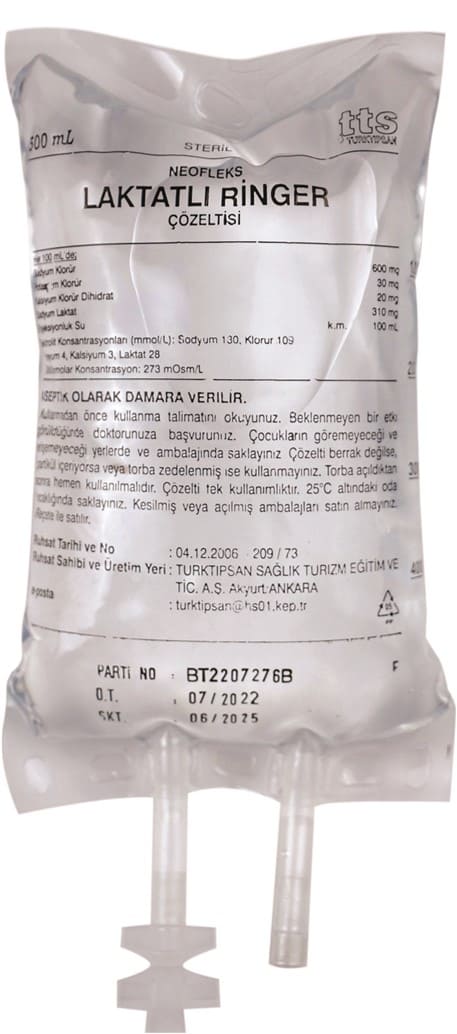 500 mL
STERİL
tts
TURKTIPSAN
NEOFLEKS
LAKTATLI RİNGER
ÇÖZELTİSİ
100 mL'de;
Sodyum Klorür 600 mg
Klorür 30 mg
Kalsiyum Klorür Dihidrat 20 mg
Sodyum Laktat 310 mg
Enjeksiyonluk Su k.m. 100 mL
Konsantrasyonları (mmol/L): Sodyum 130, Klorur 109
4, Kalsiyum 3, Laktat 28
Konsantrasyon: 273 mOsm/L
ASEPTİK OLARAK DAMARA VERİLİR.
Kullanmadan önce kullanma talimatını okuyunuz. Beklenmeyen bir etki
görüldüğünde doktorunuza başvurunuz. Çocukların göremeyeceği ve
erişemeyeceği yerlerde ve ambalajında saklayınız. Çözelti berrak değilse,
partikül içeriyorsa veya torba zedelenmiş ise kullanmayınız. Torba açıldıktan
sonra hemen kullanılmalıdır. Çözelti tek kullanımlıktır. 25°C altındaki oda
sıcaklığında saklayınız. Kesilmiş veya açılmış ambalajları satın almayınız.
Reçete ile satılır.
Ruhsat Tarihi ve No : 04.12.2006 - 209 / 73
Ruhsat Sahibi ve Üretim Yeri : TURKTIPSAN SAĞLIK TURİZM EĞİTİM VE
TİC. A.Ş. Akyurt/ANKARA
e-posta : turktipsan@hs01.kep.tr
05
PP
PARTİ NO : BT2207276B F
Ü.T. : 07/2022
SKT. : 06/2025